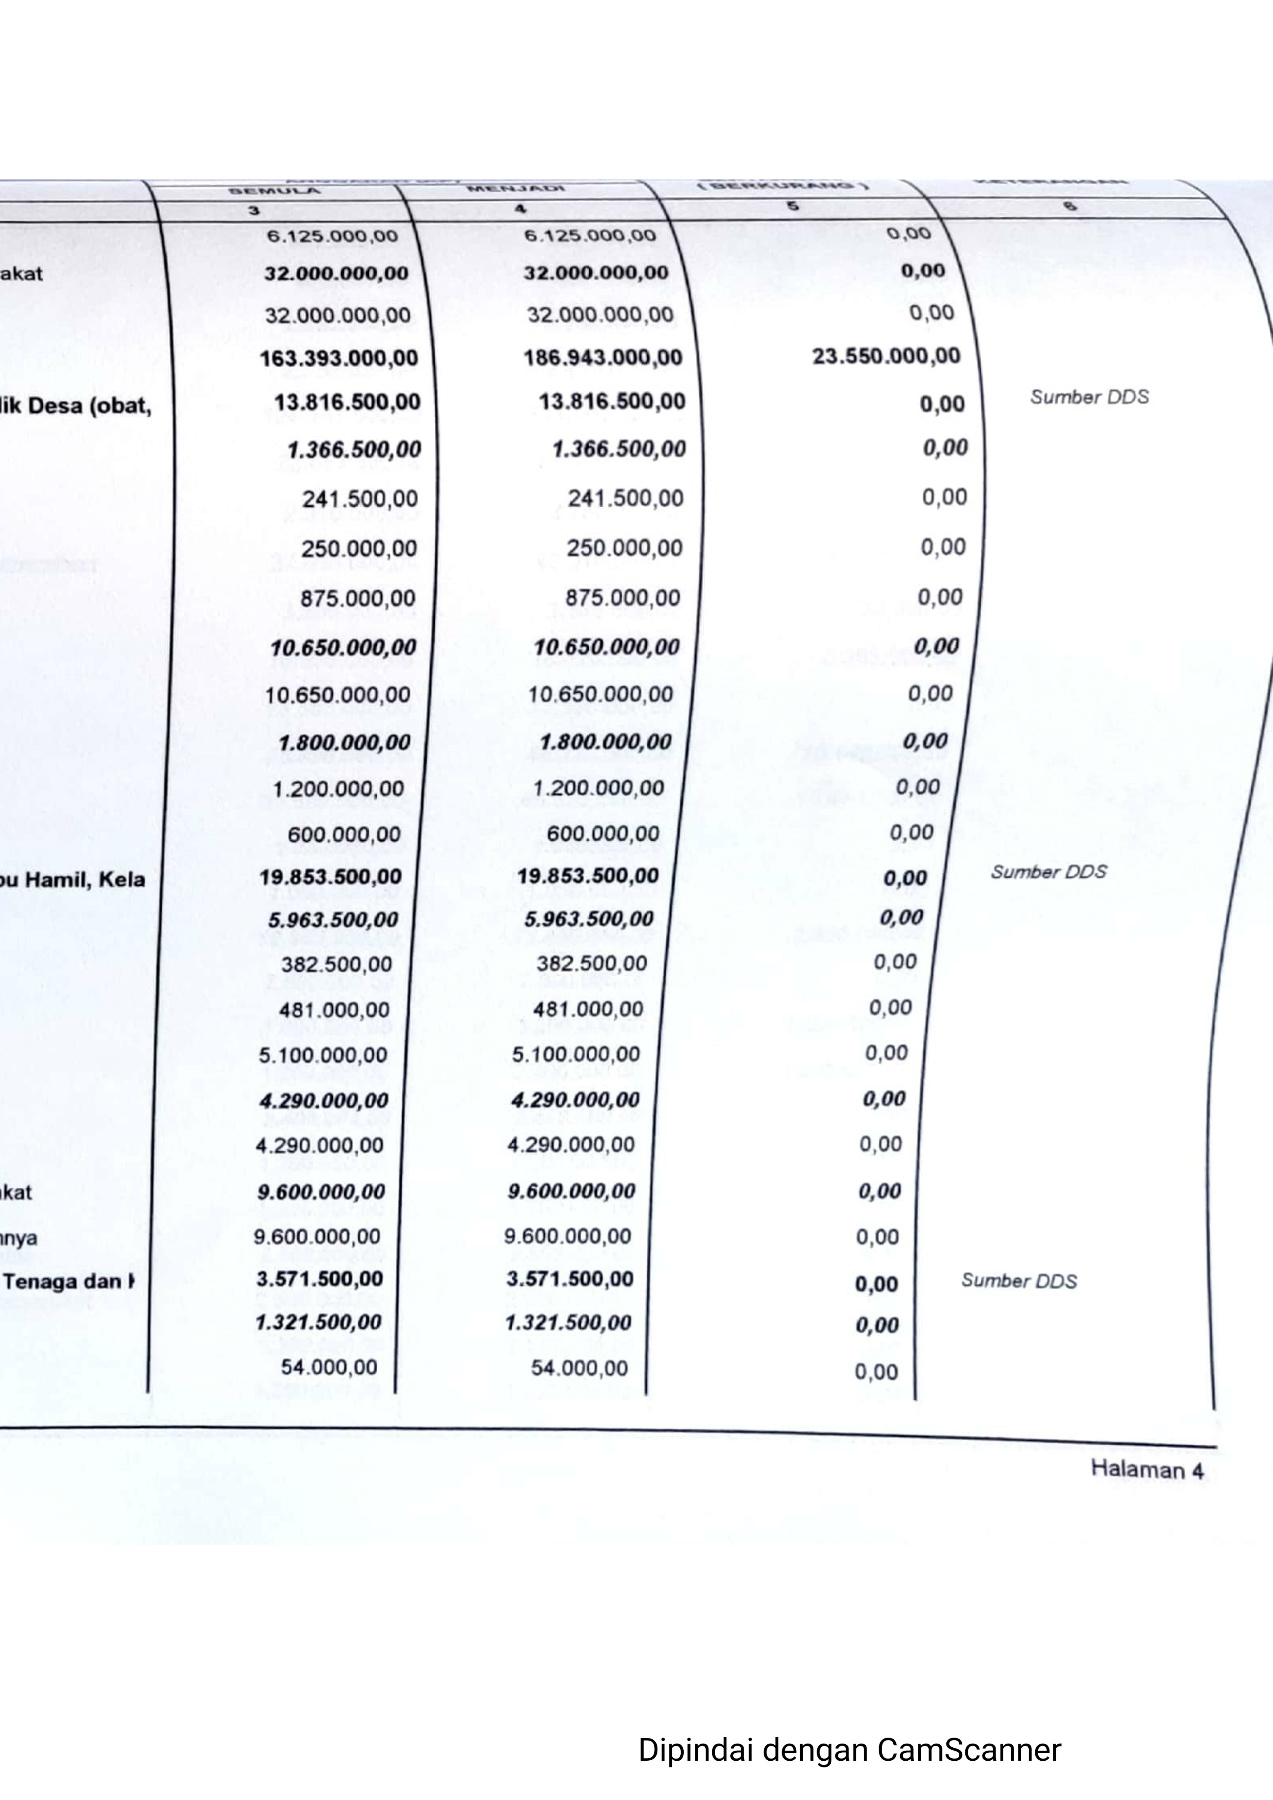 SEMULA MENJADI ( BERKURANG ) KETERANGAN
3 4 5 6
6.125.000,00 6.125.000,00 0,00
akat 32.000.000,00 32.000.000,00 0,00
32.000.000,00 32.000.000,00 0,00
163.393.000,00 186.943.000,00 23.550.000,00
lik Desa (obat, 13.816.500,00 13.816.500,00 0,00 Sumber DDS
1.366.500,00 1.366.500,00 0,00
241.500,00 241.500,00 0,00
250.000,00 250.000,00 0,00
875.000,00 875.000,00 0,00
10.650.000,00 10.650.000,00 0,00
10.650.000,00 10.650.000,00 0,00
1.800.000,00 1.800.000,00 0,00
1.200.000,00 1.200.000,00 0,00
600.000,00 600.000,00 0,00
bu Hamil, Kela 19.853.500,00 19.853.500,00 0,00 Sumber DDS
5.963.500,00 5.963.500,00 0,00
382.500,00 382.500,00 0,00
481.000,00 481.000,00 0,00
5.100.000,00 5.100.000,00 0,00
4.290.000,00 4.290.000,00 0,00
4.290.000,00 4.290.000,00 0,00
akat 9.600.000,00 9.600.000,00 0,00
nnya 9.600.000,00 9.600.000,00 0,00
Tenaga dan 3.571.500,00 3.571.500,00 0,00 Sumber DDS
1.321.500,00 1.321.500,00 0,00
54.000,00 54.000,00 0,00
Halaman 4
Dipindai dengan CamScanner